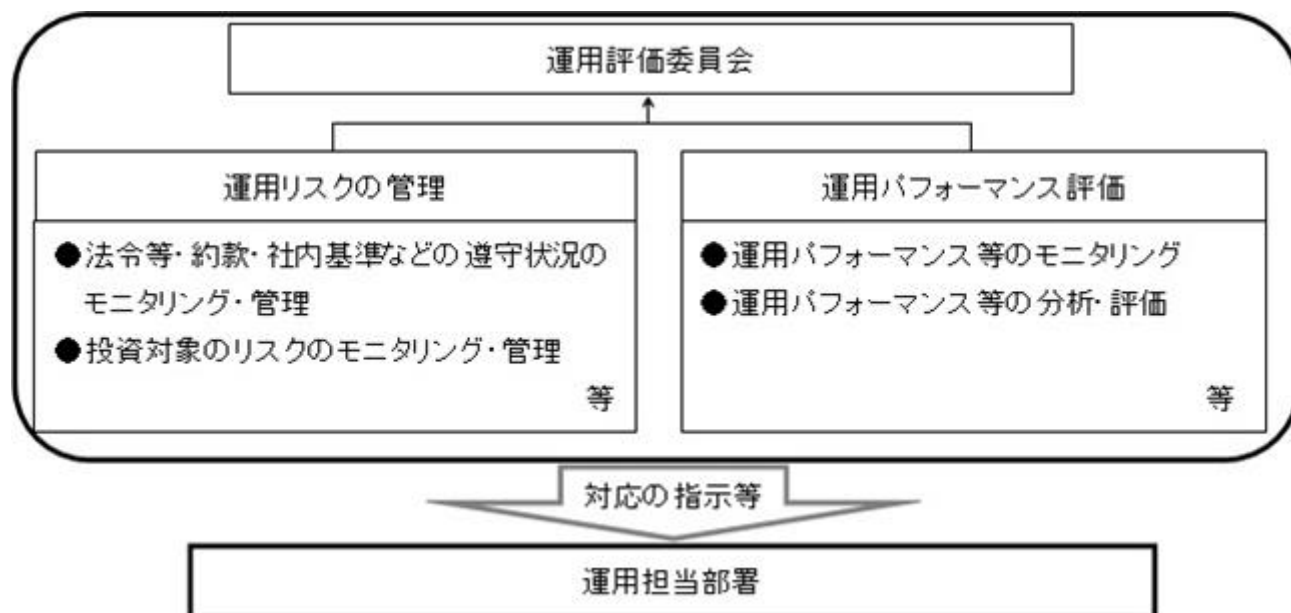 運用評価委員会
運用リスクの管理
●法令等・約款・社内基準などの遵守状況の
モニタリング・管理
●投資対象のリスクのモニタリング・管理
等
運用パフォーマンス評価
●運用パフォーマンス等のモニタリング
●運用パフォーマンス等の分析・評価
等
対応の指示等
運用担当部署